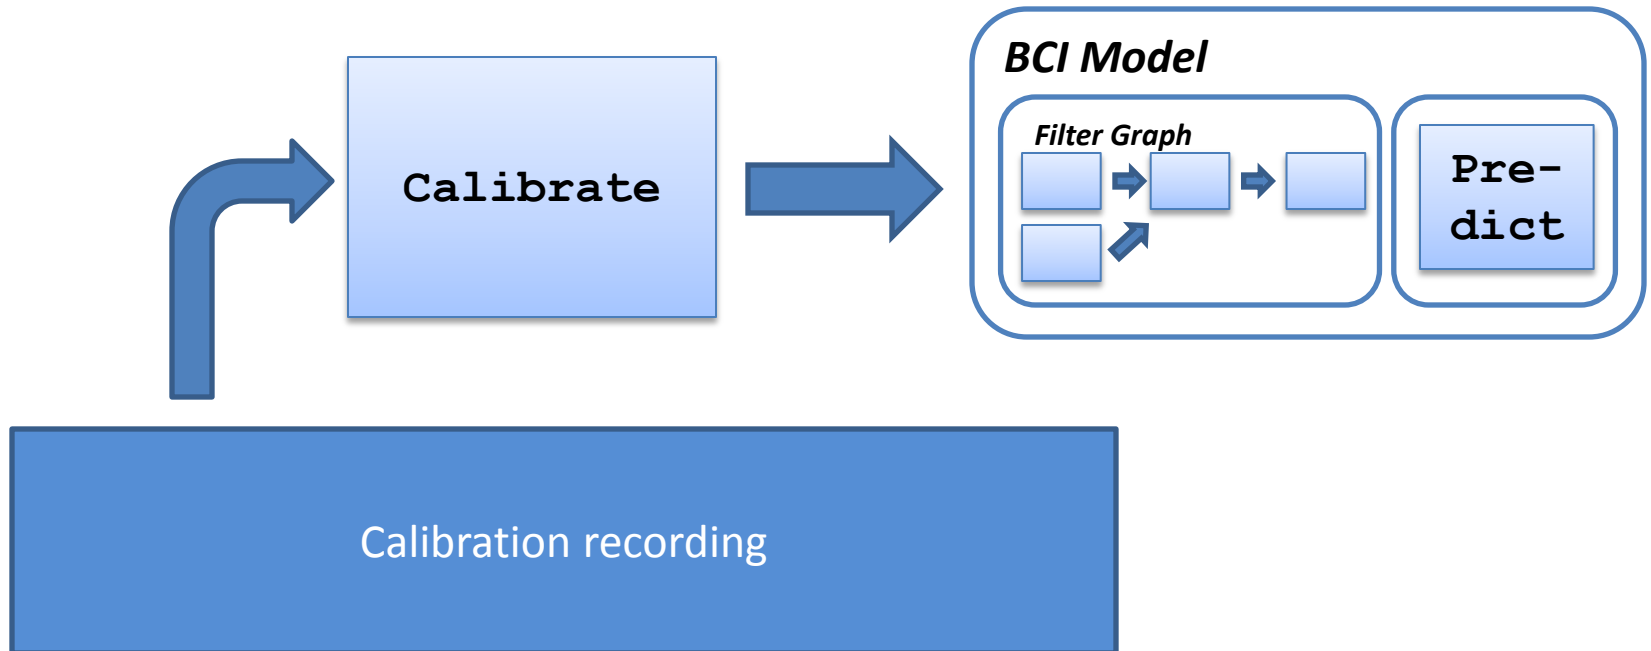 BCI Model
Filter Graph
Calibrate
Pre-
dict
Calibration recording